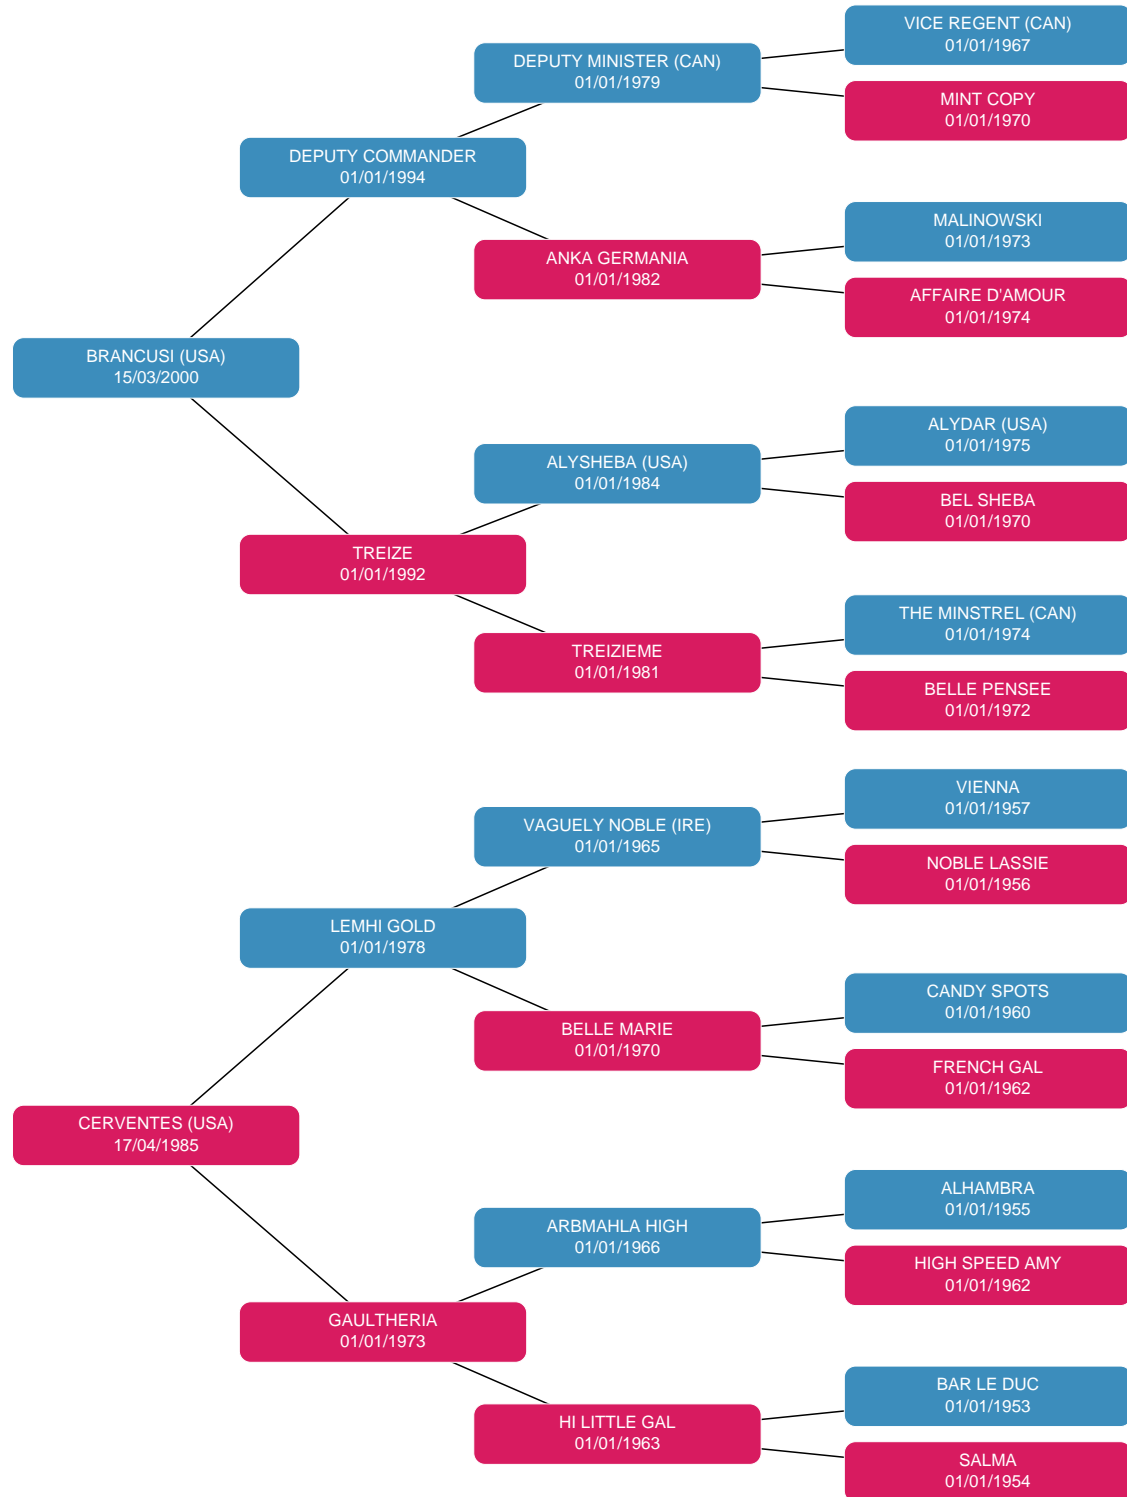 VICE REGENT (CAN)
01/01/1967
DEPUTY MINISTER (CAN)
01/01/1979
MINT COPY
01/01/1970
DEPUTY COMMANDER
01/01/1994
MALINOWSKI
01/01/1973
ANKA GERMANIA
01/01/1982
AFFAIRE D'AMOUR
01/01/1974
BRANCUSI (USA)
15/03/2000
ALYDAR (USA)
01/01/1975
ALYSHEBA (USA)
01/01/1984
BEL SHEBA
01/01/1970
TREIZE
01/01/1992
THE MINSTREL (CAN)
01/01/1974
TREIZIEME
01/01/1981
BELLE PENSEE
01/01/1972
VIENNA
01/01/1957
VAGUELY NOBLE (IRE)
01/01/1965
NOBLE LASSIE
01/01/1956
LEMHI GOLD
01/01/1978
CANDY SPOTS
01/01/1960
BELLE MARIE
01/01/1970
FRENCH GAL
01/01/1962
CERVENTES (USA)
17/04/1985
ALHAMBRA
01/01/1955
ARBMAHLA HIGH
01/01/1966
HIGH SPEED AMY
01/01/1962
GAULTHERIA
01/01/1973
BAR LE DUC
01/01/1953
HI LITTLE GAL
01/01/1963
SALMA
01/01/1954